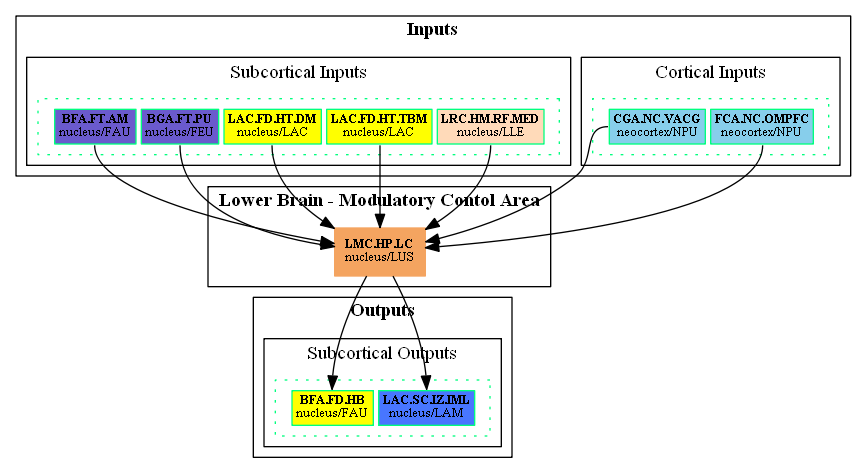 Inputs
Subcortical Inputs
Cortical Inputs
BFA.FT.AM
nucleus/FAU
BGA.FT.PU
nucleus/FEU
LAC.FD.HT.DM
nucleus/LAC
LAC.FD.HT.TBM
nucleus/LAC
LRC.HM.RF.MED
nucleus/LLE
CGA.NC.VACG
neocortex/NPU
FCA.NC.OMPFC
neocortex/NPU
Lower Brain - Modulatory Contol Area
LMC.HP.LC
nucleus/LUS
Outputs
Subcortical Outputs
BFA.FD.HB
nucleus/FAU
LAC.SC.IZ.IML
nucleus/LAM